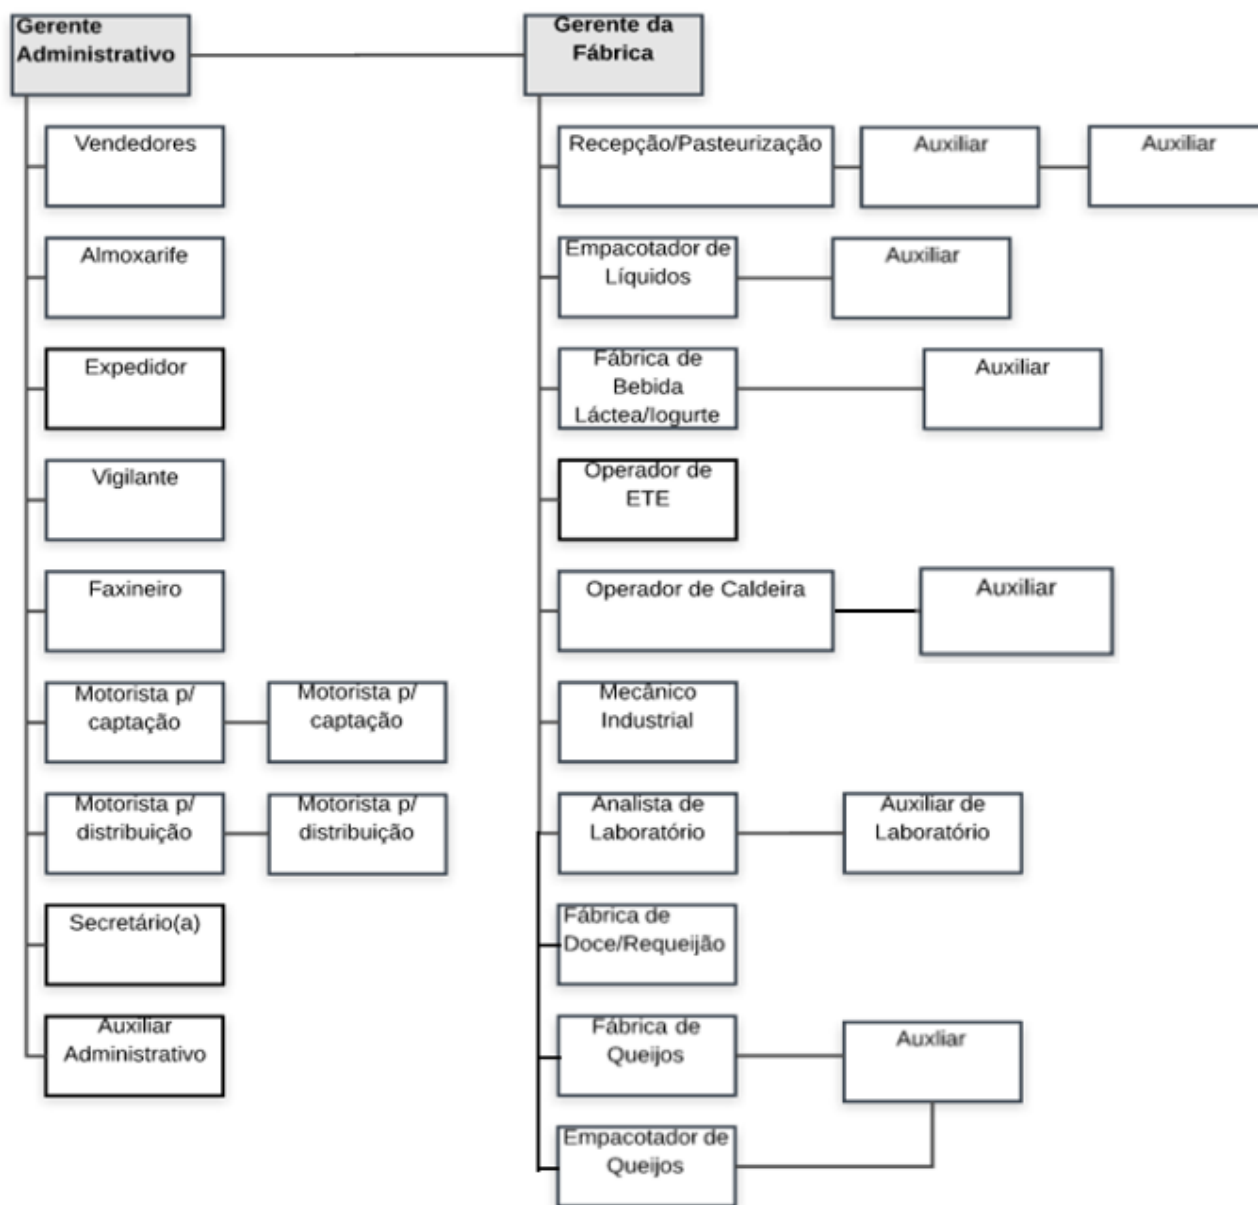 Gerente
Administrativo
Gerente da
Fábrica
Vendedores
Recepção/Pasteurização
Auxiliar
Auxiliar
Almoxarife
Empacotador de
Líquidos
Auxiliar
Expedidor
Fábrica de
Bebida
Láctea/Iogurte
Auxiliar
Vigilante
Operador de
ETE
Faxineiro
Operador de Caldeira
Auxiliar
Motorista p/
captação
Motorista p/
captação
Mecânico
Industrial
Motorista p/
distribuição
Motorista p/
distribuição
Analista de
Laboratório
Auxiliar de
Laboratório
Secretário(a)
Fábrica de
Doce/Requeijão
Auxiliar
Administrativo
Fábrica de
Queijos
Auxliar
Empacotador de
Queijos